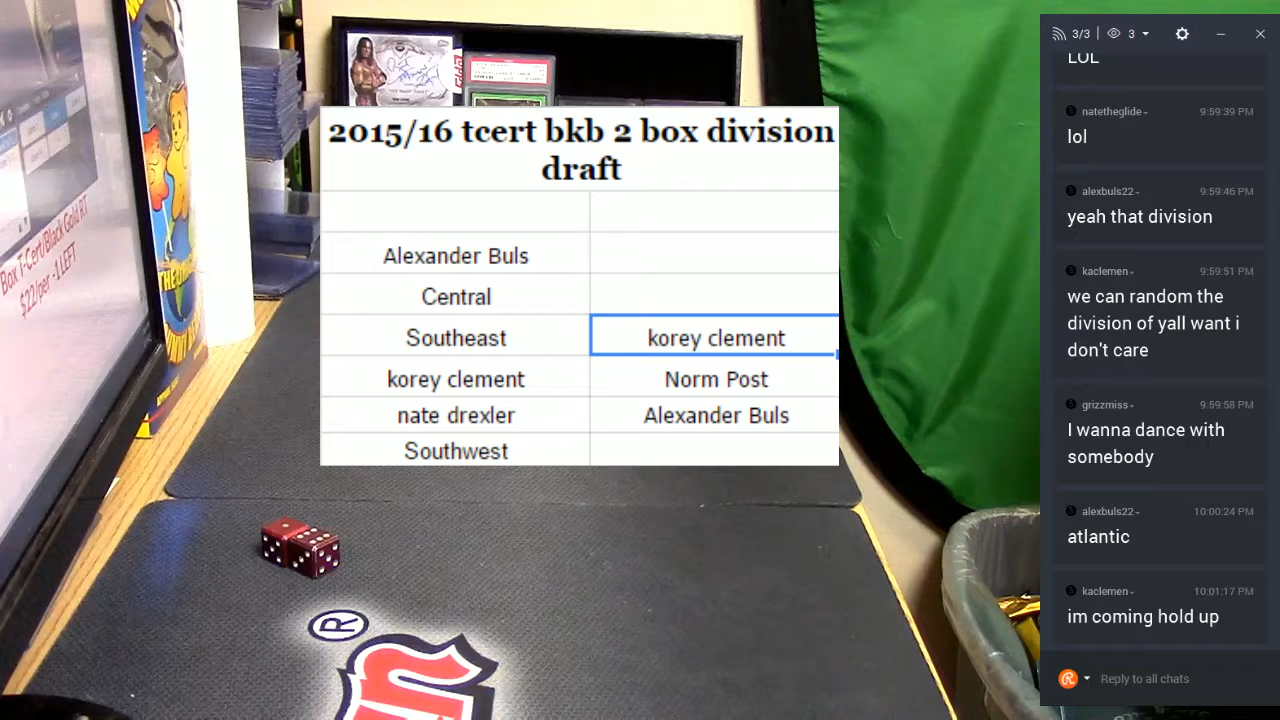 2015/16 tcert bkb 2 box division
draft
Alexander Buls
Central
Southeast korey clement
korey clement Norm Post
nate drexler Alexander Buls
Southwest
Box T-Cert/Black Gold RT
$22/per -1 LEFT
®
3/3 | 3
LOL
natetheglide- 9:59:39 PM
lol
alexbuls22- 9:59:46 PM
yeah that division
kaclemen- 9:59:51 PM
we can random the
division of yall want i
don't care
grizzmiss- 9:59:58 PM
I wanna dance with
somebody
alexbuls22- 10:00:24 PM
atlantic
kaclemen- 10:01:17 PM
im coming hold up
Reply to all chats